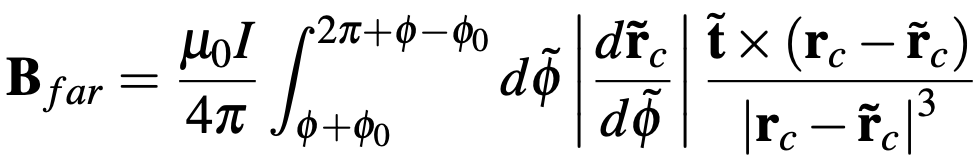 $$\mathbf{B}_{far} = \frac{\mu_0 I}{4\pi} \int_{\phi+\phi_0}^{2\pi+\phi-\phi_0} d\tilde{\phi} \left| \frac{d\tilde{\mathbf{r}}_c}{d\tilde{\phi}} \right| \frac{\tilde{\mathbf{t}} \times (\mathbf{r}_c - \tilde{\mathbf{r}}_c)}{|\mathbf{r}_c - \tilde{\mathbf{r}}_c|^3}$$